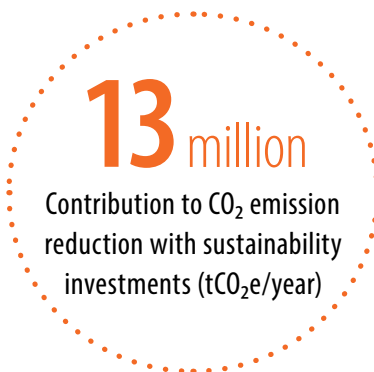 13 million
Contribution to CO₂ emission
reduction with sustainability
investments (tCO₂e/year)